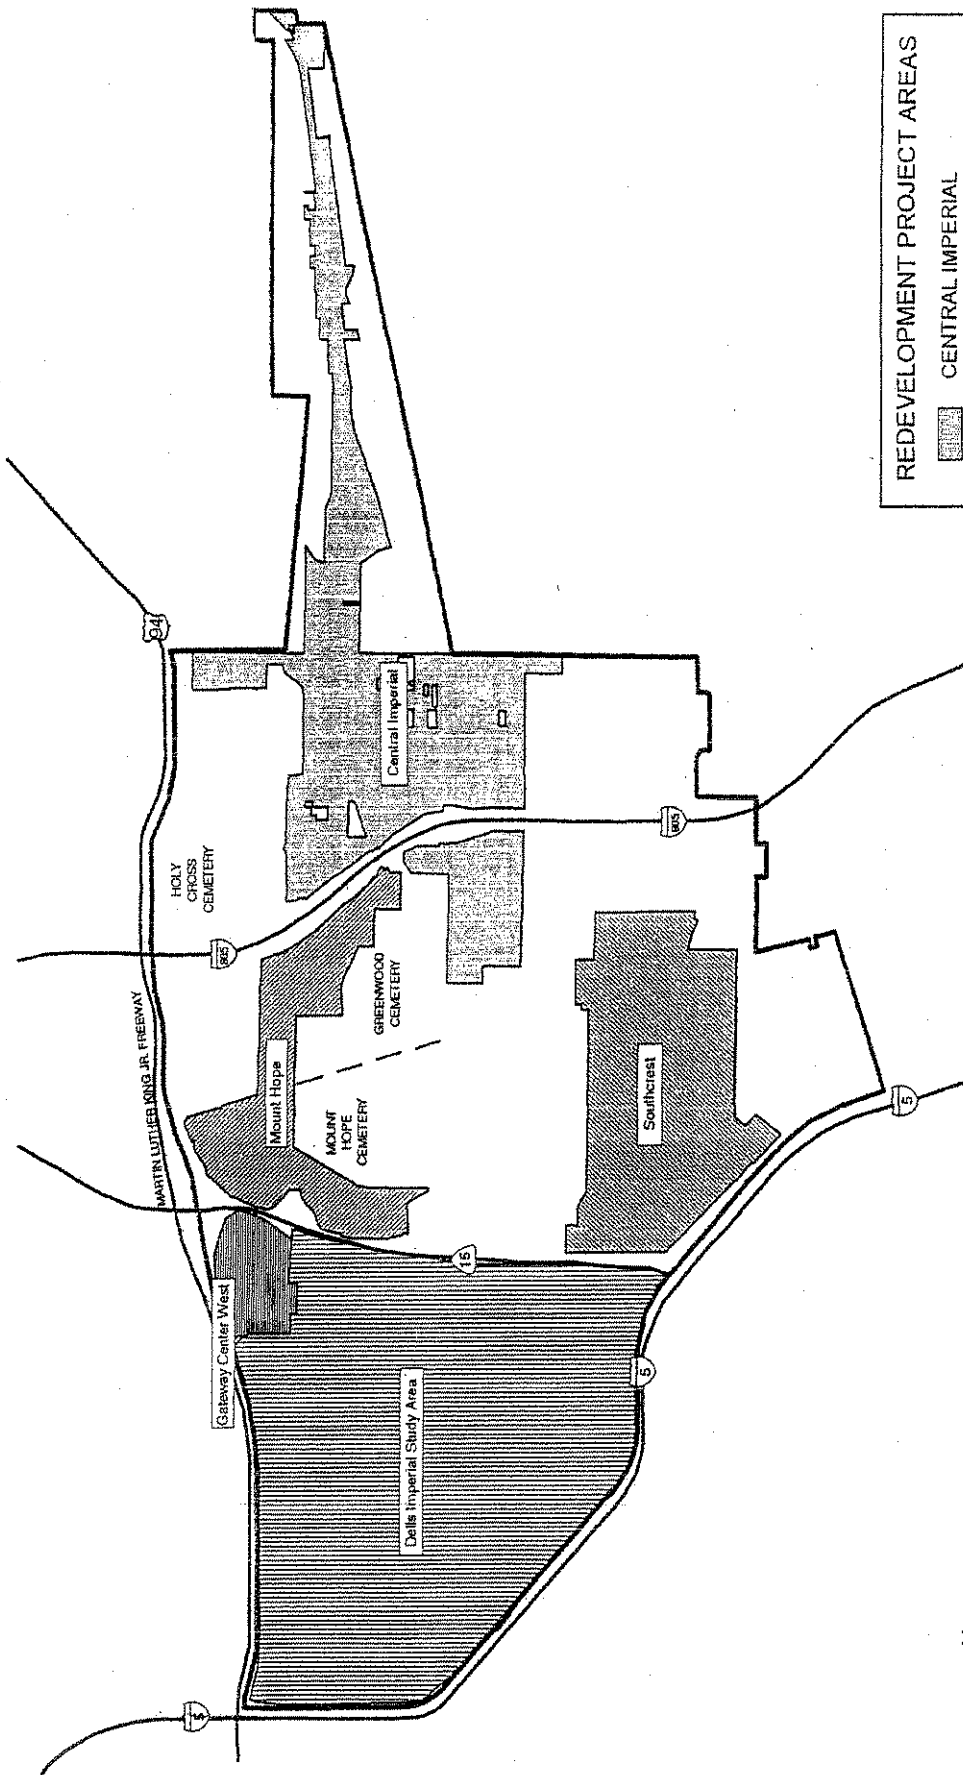 94
MARTIN LUTHER KING JR. FREEWAY
HOLY
CROSS
CEMETERY
Gateway Center West
Mount Hope
MOUNT
HOPE
CEMETERY
GREENWOOD
CEMETERY
Central Imperial
Dells Imperial Study Area
Southcrest
5
15
5
5
805
805
REDEVELOPMENT PROJECT AREAS
CENTRAL IMPERIAL